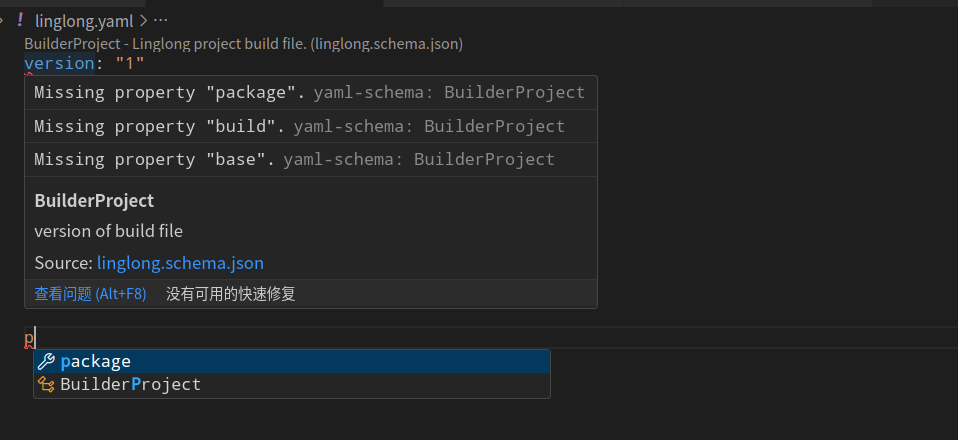 ! linglong.yaml > ...
BuilderProject - Linglong project build file. (linglong.schema.json)
version: "1"
Missing property "package". yaml-schema: BuilderProject
Missing property "build". yaml-schema: BuilderProject
Missing property "base". yaml-schema: BuilderProject
BuilderProject
version of build file
Source: linglong.schema.json
查看问题 (Alt+F8) 没有可用的快速修复
p
package
BuilderProject